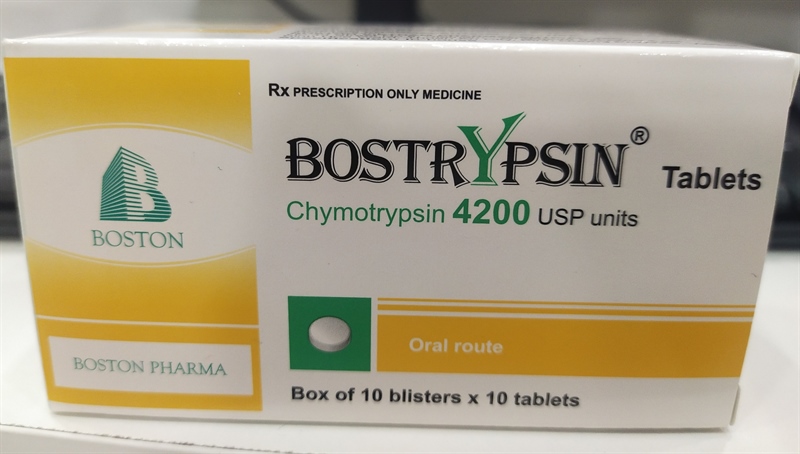 Rx PRESCRIPTION ONLY MEDICINE
BOSTRYPSIN® Tablets
Chymotrypsin 4200 USP units
B
BOSTON
BOSTON PHARMA
Oral route
Box of 10 blisters x 10 tablets